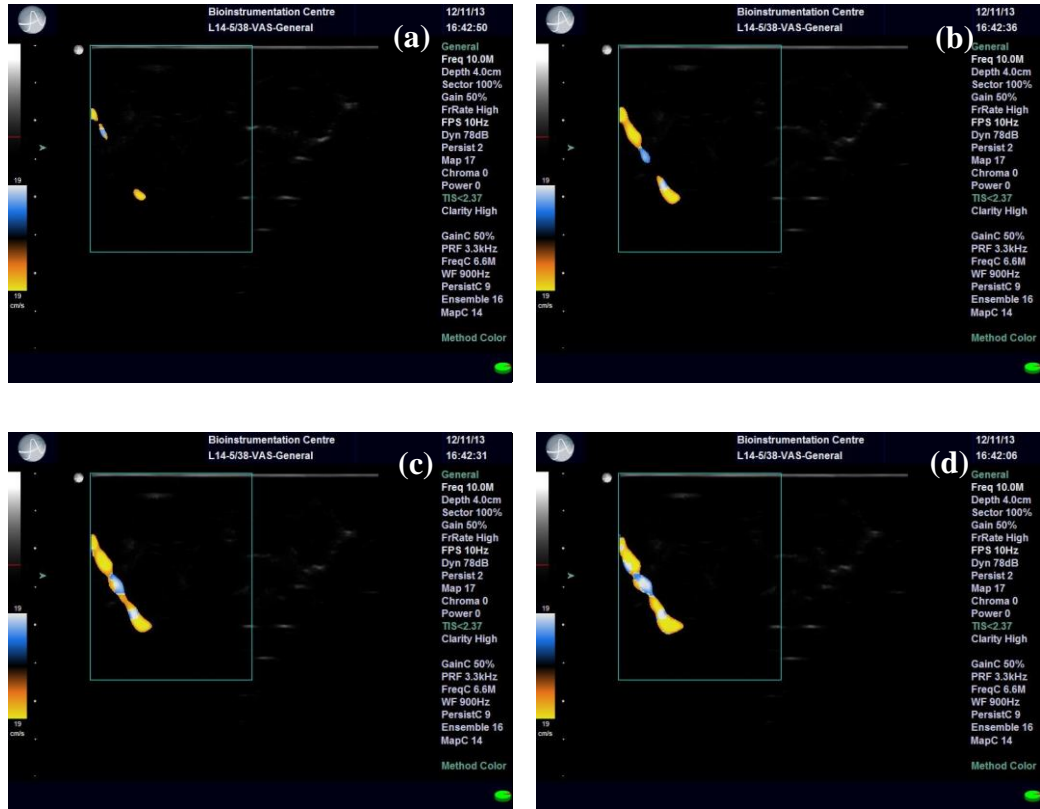 Bioinstrumentation Centre 12/11/13
L14-5/38-VAS-General 16:42:50
(a)
General
Freq 10.0M
Depth 4.0cm
Sector 100%
Gain 50%
FrRate High
FPS 10Hz
Dyn 78dB
Persist 2
Map 17
Chroma 0
Power 0
TIS<2.37
Clarity High
GainC 50%
PRF 3.3kHz
FreqC 6.6M
WF 900Hz
PersistC 9
Ensemble 16
MapC 14
Method Color
19
19
cm/s
Bioinstrumentation Centre 12/11/13
L14-5/38-VAS-General 16:42:36
(b)
General
Freq 10.0M
Depth 4.0cm
Sector 100%
Gain 50%
FrRate High
FPS 10Hz
Dyn 78dB
Persist 2
Map 17
Chroma 0
Power 0
TIS<2.37
Clarity High
GainC 50%
PRF 3.3kHz
FreqC 6.6M
WF 900Hz
PersistC 9
Ensemble 16
MapC 14
Method Color
19
19
cm/s
Bioinstrumentation Centre 12/11/13
L14-5/38-VAS-General 16:42:31
(c)
General
Freq 10.0M
Depth 4.0cm
Sector 100%
Gain 50%
FrRate High
FPS 10Hz
Dyn 78dB
Persist 2
Map 17
Chroma 0
Power 0
TIS<2.37
Clarity High
GainC 50%
PRF 3.3kHz
FreqC 6.6M
WF 900Hz
PersistC 9
Ensemble 16
MapC 14
Method Color
19
19
cm/s
Bioinstrumentation Centre 12/11/13
L14-5/38-VAS-General 16:42:06
(d)
General
Freq 10.0M
Depth 4.0cm
Sector 100%
Gain 50%
FrRate High
FPS 10Hz
Dyn 78dB
Persist 2
Map 17
Chroma 0
Power 0
TIS<2.37
Clarity High
GainC 50%
PRF 3.3kHz
FreqC 6.6M
WF 900Hz
PersistC 9
Ensemble 16
MapC 14
Method Color
19
19
cm/s